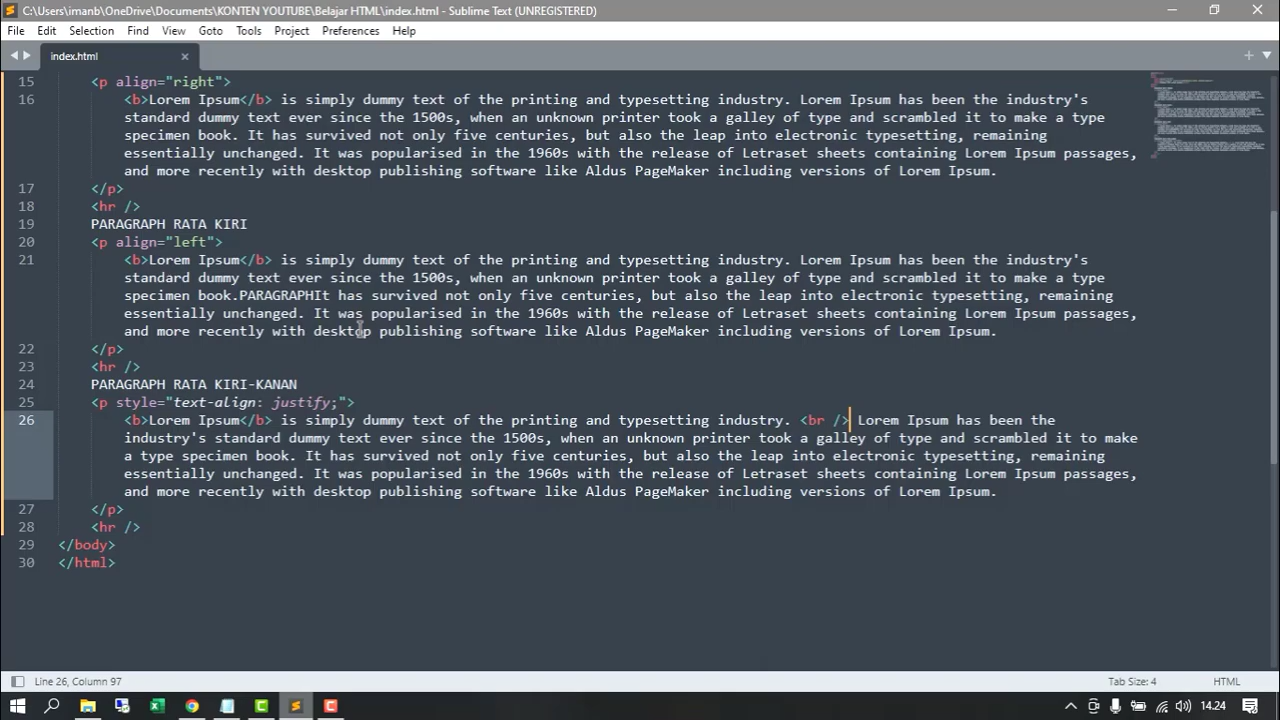 C:\Users\imanb\OneDrive\Documents\KONTEN YOUTUBE\Belajar HTML\index.html - Sublime Text (UNREGISTERED)
File Edit Selection Find View Goto Tools Project Preferences Help
index.html
15 <p align="right">
16 <b>Lorem Ipsum</b> is simply dummy text of the printing and typesetting industry. Lorem Ipsum has been the industry's
standard dummy text ever since the 1500s, when an unknown printer took a galley of type and scrambled it to make a type
specimen book. It has survived not only five centuries, but also the leap into electronic typesetting, remaining
essentially unchanged. It was popularised in the 1960s with the release of Letraset sheets containing Lorem Ipsum passages,
and more recently with desktop publishing software like Aldus PageMaker including versions of Lorem Ipsum.
17 </p>
18 <hr />
19 PARAGRAPH RATA KIRI
20 <p align="left">
21 <b>Lorem Ipsum</b> is simply dummy text of the printing and typesetting industry. Lorem Ipsum has been the industry's
standard dummy text ever since the 1500s, when an unknown printer took a galley of type and scrambled it to make a type
specimen book.PARAGRAPHIt has survived not only five centuries, but also the leap into electronic typesetting, remaining
essentially unchanged. It was popularised in the 1960s with the release of Letraset sheets containing Lorem Ipsum passages,
and more recently with desktop publishing software like Aldus PageMaker including versions of Lorem Ipsum.
22 </p>
23 <hr />
24 PARAGRAPH RATA KIRI-KANAN
25 <p style="text-align: justify;">
26 <b>Lorem Ipsum</b> is simply dummy text of the printing and typesetting industry. <br /> Lorem Ipsum has been the
industry's standard dummy text ever since the 1500s, when an unknown printer took a galley of type and scrambled it to make
a type specimen book. It has survived not only five centuries, but also the leap into electronic typesetting, remaining
essentially unchanged. It was popularised in the 1960s with the release of Letraset sheets containing Lorem Ipsum passages,
and more recently with desktop publishing software like Aldus PageMaker including versions of Lorem Ipsum.
27 </p>
28 <hr />
29 </body>
30 </html>
Line 26, Column 97 Tab Size: 4 HTML
14.24